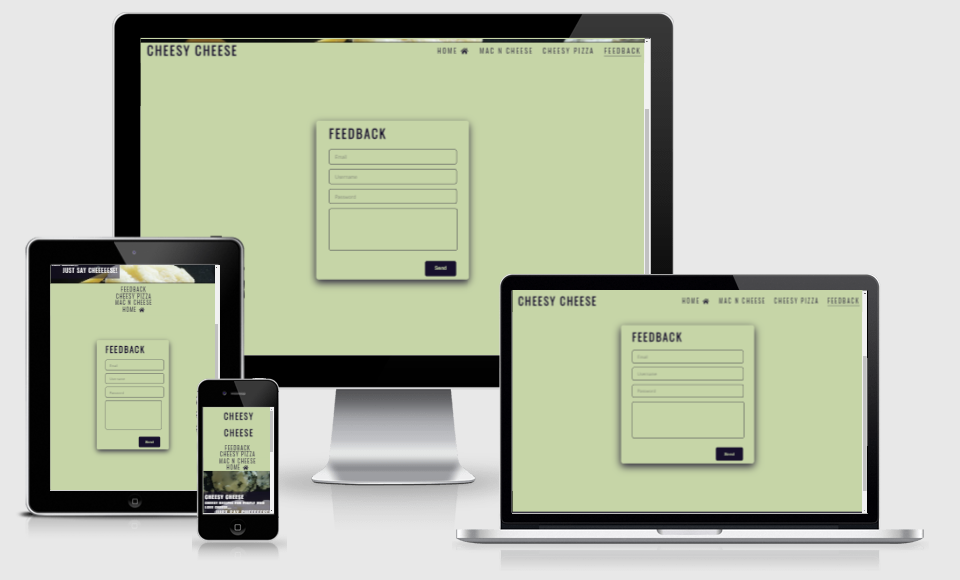 CHEESY CHEESE
HOME MAC N CHEESE CHEESY PIZZA FEEDBACK
FEEDBACK
Email
Username
Password
Send
JUST SAY CHEEEEESE!
FEEDBACK
CHEESY PIZZA
MAC N CHEESE
HOME
FEEDBACK
Email
Username
Password
Send
CHEESY
CHEESE
FEEDBACK
CHEESY PIZZA
MAC N CHEESE
HOME
CHEESY CHEESE
CHEESY CHEESE
HOME MAC N CHEESE CHEESY PIZZA FEEDBACK
FEEDBACK
Email
Username
Password
Send